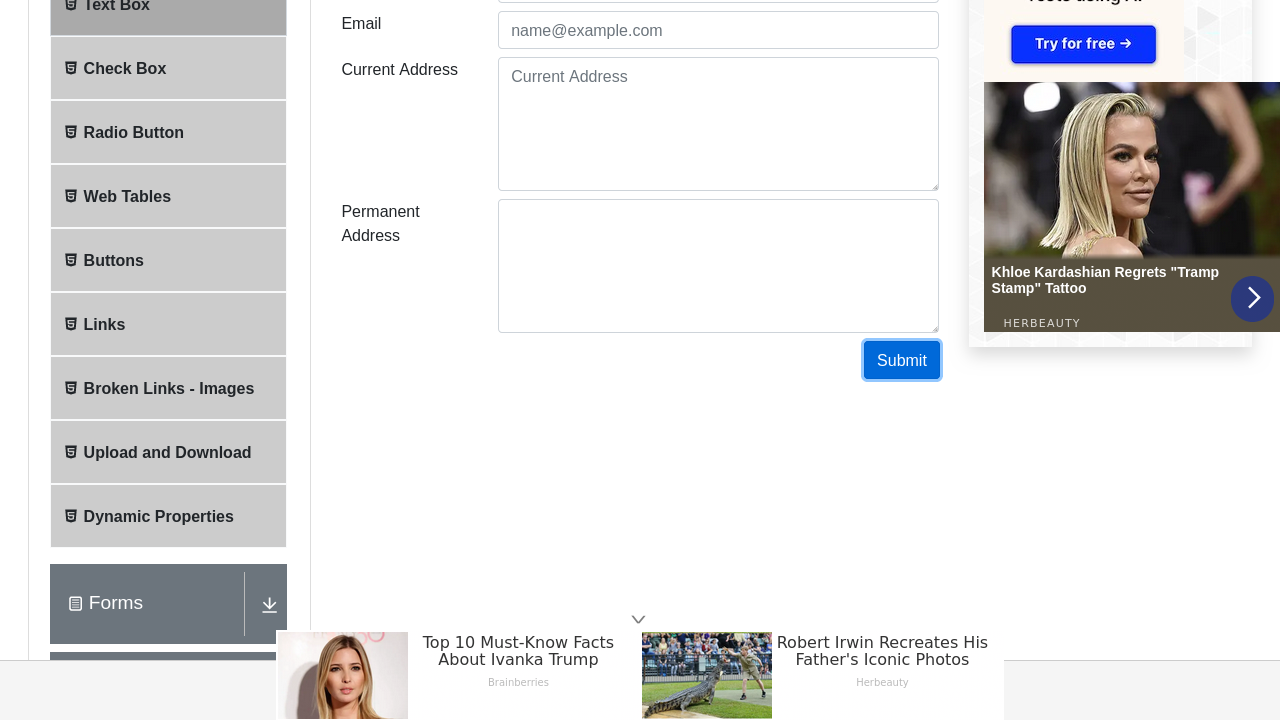 Text Box
Check Box
Radio Button
Web Tables
Buttons
Links
Broken Links - Images
Upload and Download
Dynamic Properties
Forms
Email
name@example.com
Current Address
Current Address
Permanent
Address
Submit
Try for free →
Khloe Kardashian Regrets "Tramp
Stamp" Tattoo
HERBEAUTY
Top 10 Must-Know Facts
About Ivanka Trump
Brainberries
Robert Irwin Recreates His
Father's Iconic Photos
Herbeauty